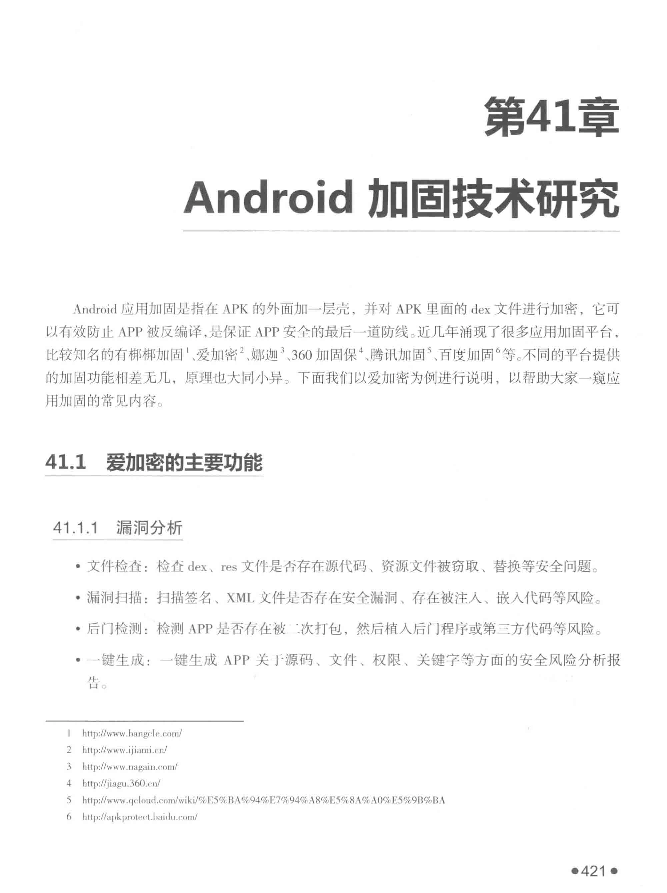 第41章
Android 加固技术研究
Android 应用加固是指在 APK 的外面加一层壳，并对 APK 里面的 dex 文件进行加密，它可
以有效防止 APP 被反编译,是保证 APP 安全的最后一道防线。近几年涌现了很多应用加固平台，
比较知名的有梆梆加固1、爱加密2、娜迦3、360 加固保4、腾讯加固5、百度加固6等。不同的平台提供
的加固功能相差无几，原理也大同小异。下面我们以爱加密为例进行说明，以帮助大家一窥应
用加固的常见内容。
41.1 爱加密的主要功能
41.1.1 漏洞分析
• 文件检查：检查 dex、res 文件是否存在源代码、资源文件被窃取、替换等安全问题。
• 漏洞扫描：扫描签名、XML 文件是否存在安全漏洞、存在被注入、嵌入代码等风险。
• 后门检测：检测 APP 是否存在被二次打包，然后植入后门程序或第三方代码等风险。
• 一键生成：一键生成 APP 关于源码、文件、权限、关键字等方面的安全风险分析报
告。
1 http://www.bangcle.com/
2 http://www.ijiami.cn/
3 http://www.nagain.com/
4 http://jiagu.360.cn/
5 http://www.qcloud.com/wiki/%E5%BA%94%E7%94%A8%E5%8A%A0%E5%9B%BA
6 http://apkprotect.baidu.com/
●421●